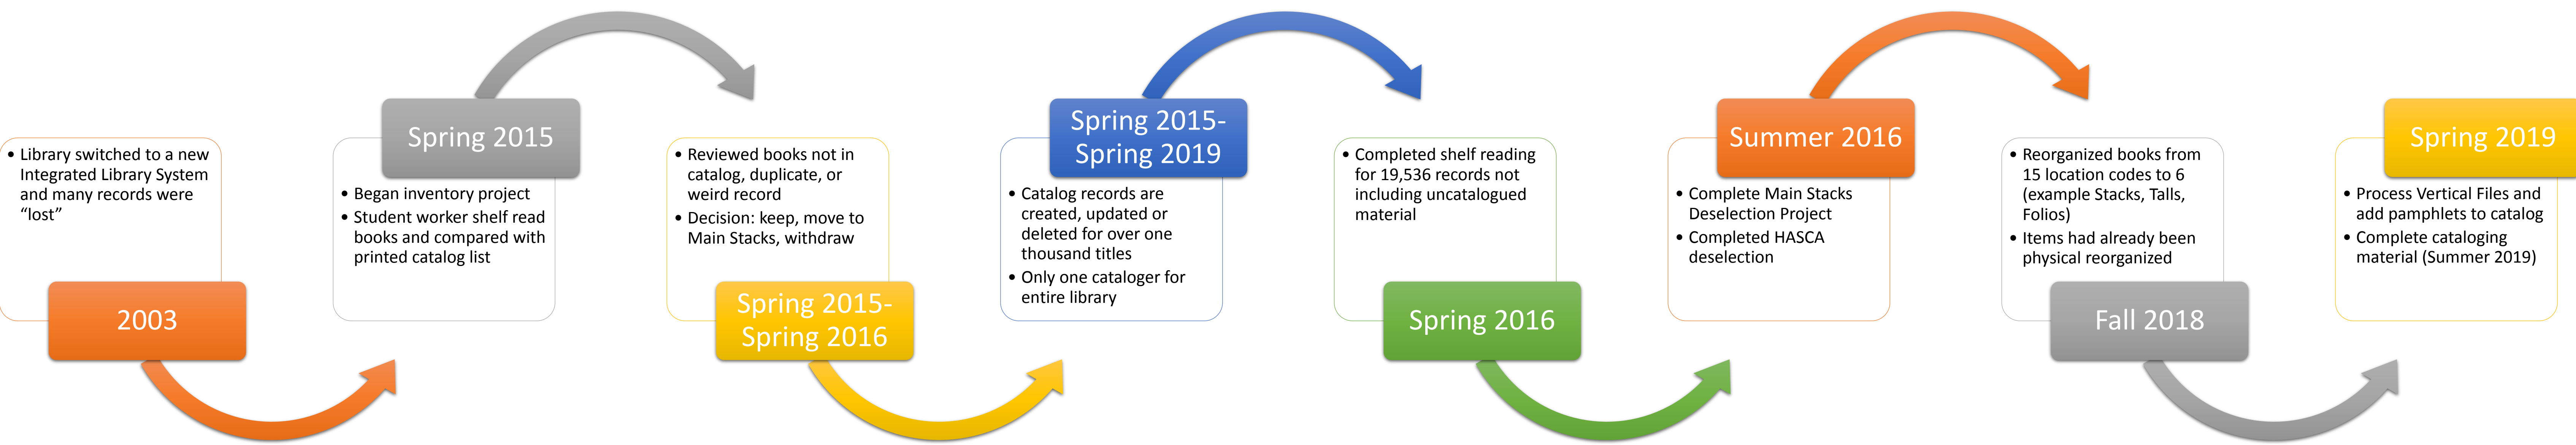 • Library switched to a new
Integrated Library System
and many records were
“lost”
2003
Spring 2015
• Began inventory project
• Student worker shelf read
books and compared with
printed catalog list
• Reviewed books not in
catalog, duplicate, or
weird record
• Decision: keep, move to
Main Stacks, withdraw
Spring 2015-
Spring 2016
Spring 2015-
Spring 2019
• Catalog records are
created, updated or
deleted for over one
thousand titles
• Only one cataloger for
entire library
• Completed shelf reading
for 19,536 records not
including uncatalogued
material
Spring 2016
Summer 2016
• Complete Main Stacks
Deselection Project
• Completed HASCA
deselection
• Reorganized books from
15 location codes to 6
(example Stacks, Talls,
Folios)
• Items had already been
physical reorganized
Fall 2018
Spring 2019
• Process Vertical Files and
add pamphlets to catalog
• Complete cataloging
material (Summer 2019)